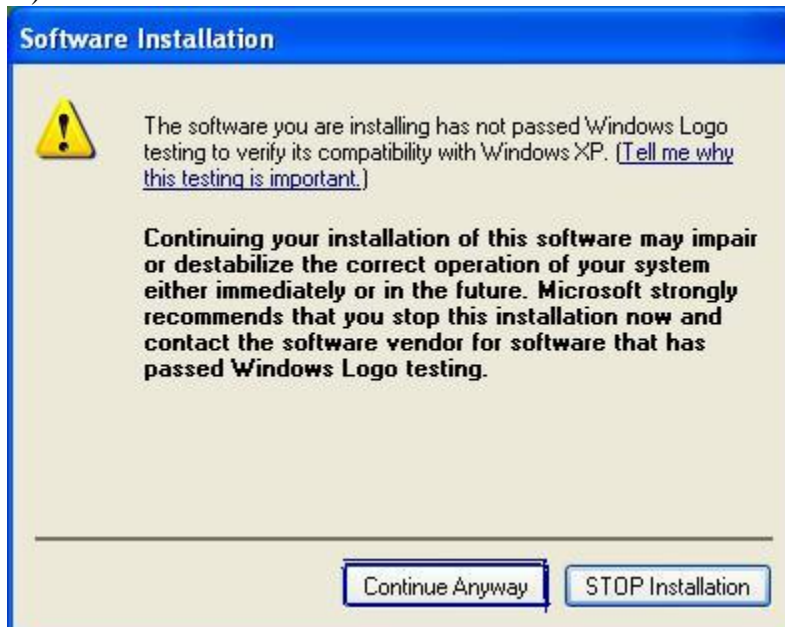 Software Installation
The software you are installing has not passed Windows Logo
testing to verify its compatibility with Windows XP. (Tell me why
this testing is important.)
Continuing your installation of this software may impair
or destabilize the correct operation of your system
either immediately or in the future. Microsoft strongly
recommends that you stop this installation now and
contact the software vendor for software that has
passed Windows Logo testing.
Continue Anyway STOP Installation